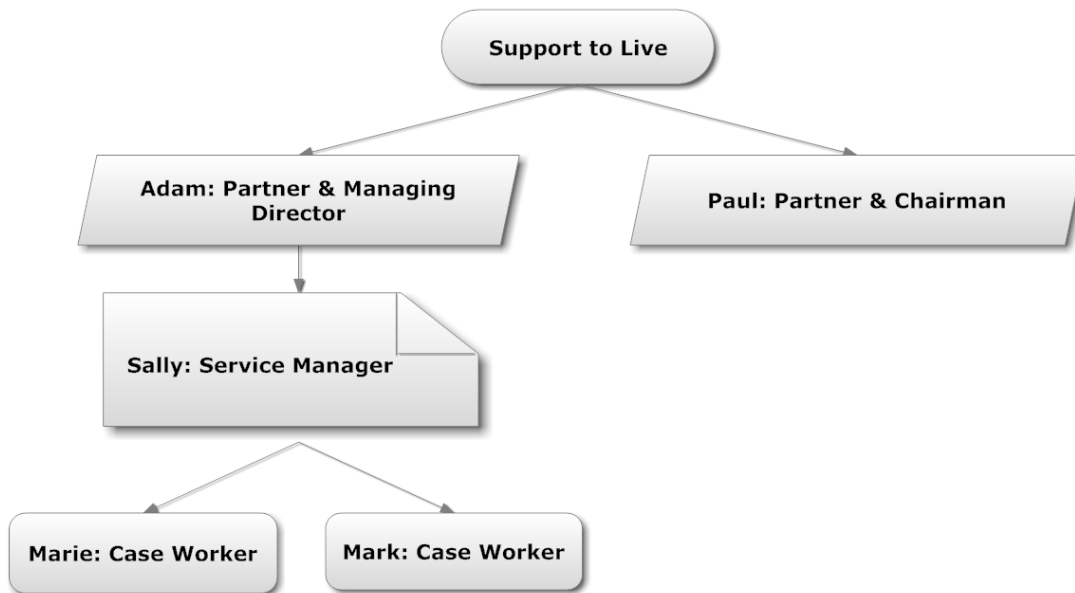 Support to Live
Adam: Partner & Managing
Director
Paul: Partner & Chairman
Sally: Service Manager
Marie: Case Worker
Mark: Case Worker